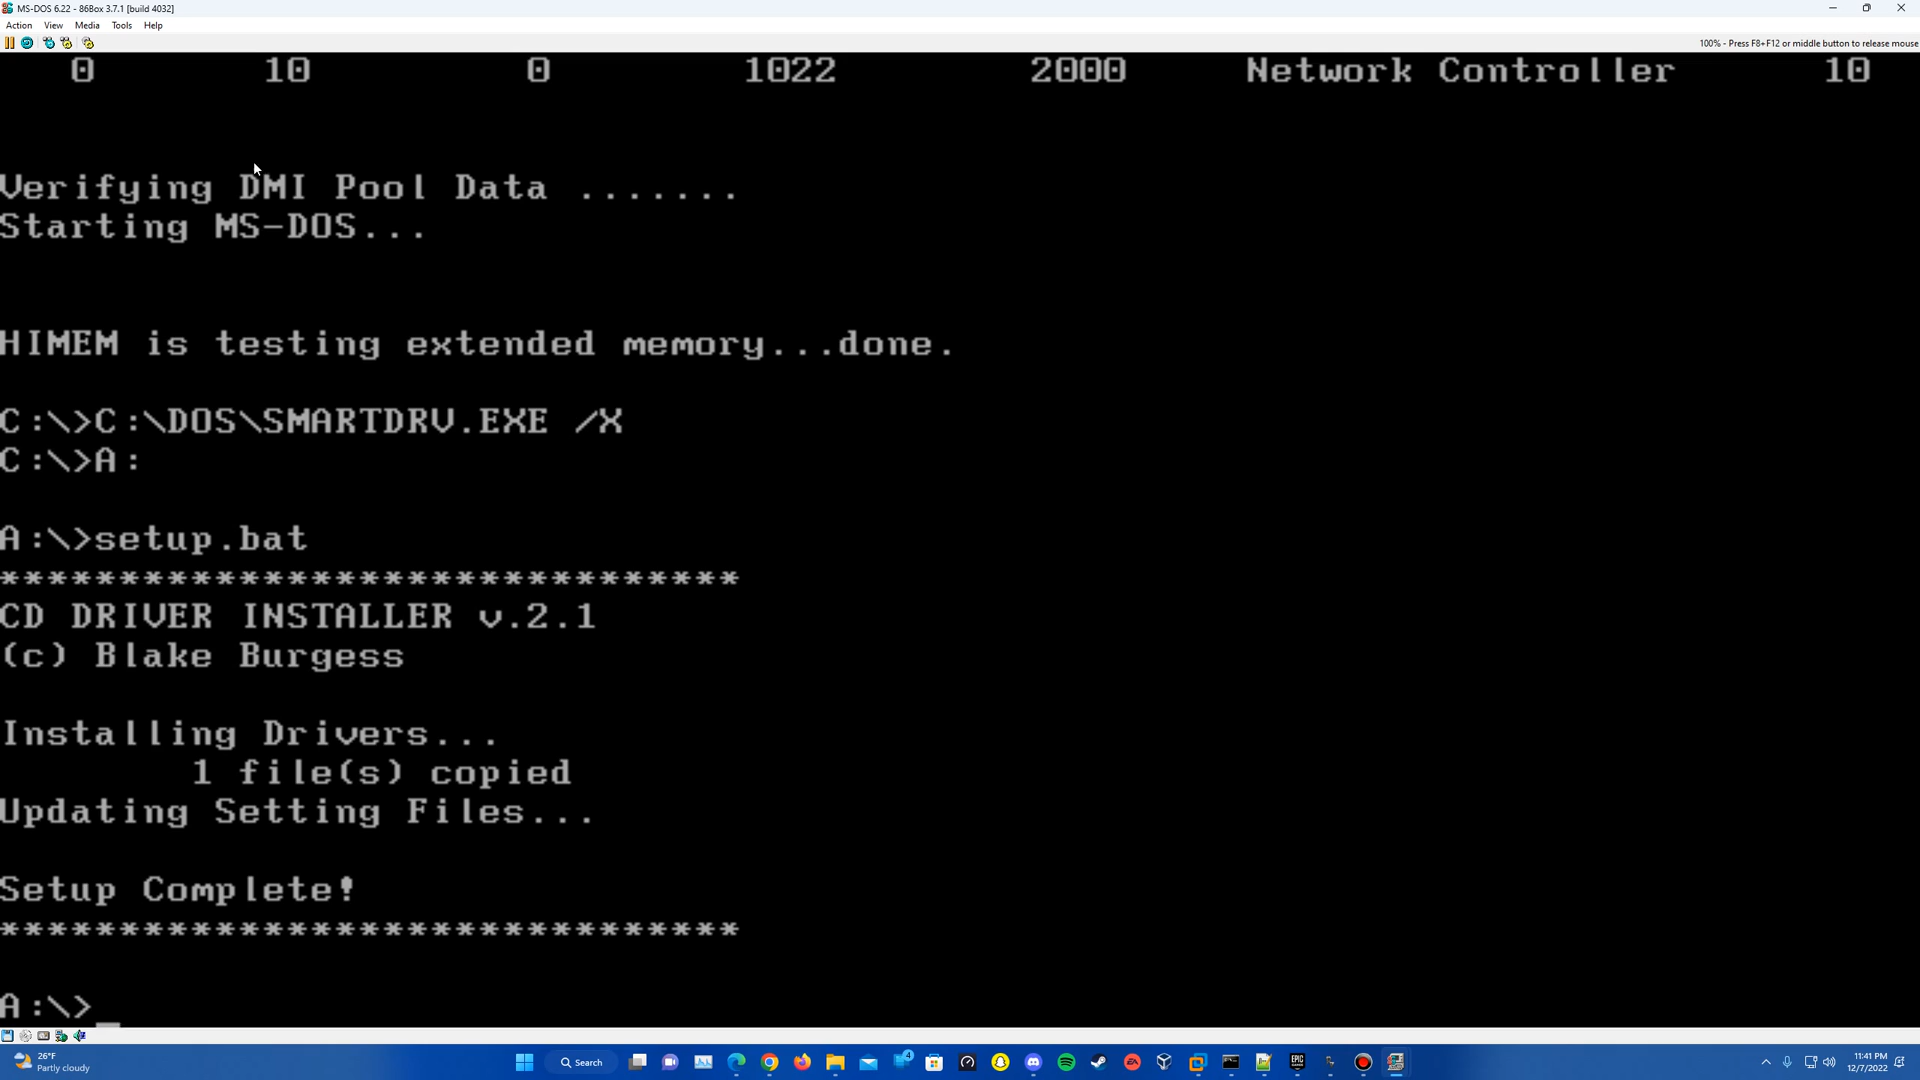 MS-DOS 6.22 - 86Box 3.7.1 [build 4032]
Action View Media Tools Help
100% - Press F8+F12 or middle button to release mouse
0 10 0 1022 2000 Network Controller 10
Verifying DMI Pool Data .......
Starting MS-DOS...
HIMEM is testing extended memory...done.
C:\>C:\DOS\SMARTDRV.EXE /X
C:\>A:
A:\>setup.bat
*******************************
CD DRIVER INSTALLER v.2.1
(c) Blake Burgess
Installing Drivers...
1 file(s) copied
Updating Setting Files...
Setup Complete!
*******************************
A:\>_
26°F
Partly cloudy
Search
4
EA
EPIC
11:41 PM
12/7/2022